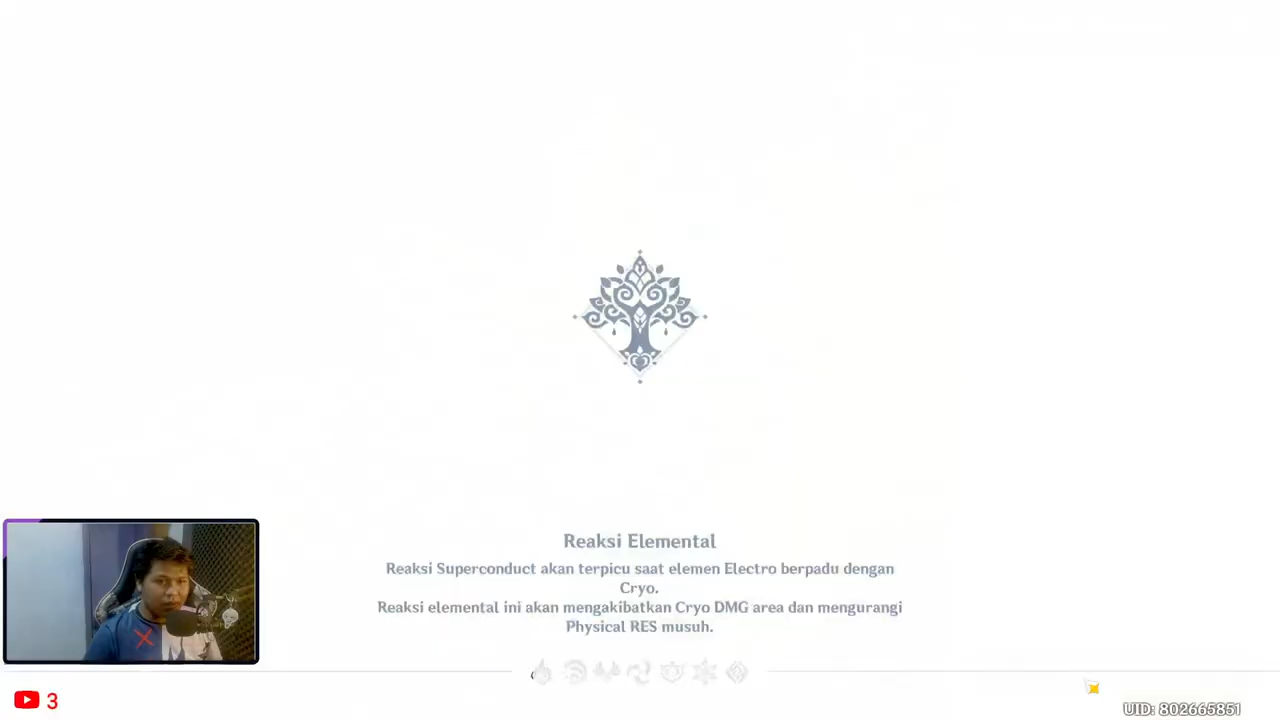 Reaksi Elemental
Reaksi Superconduct akan terpicu saat elemen Electro berpadu dengan
Cryo.
Reaksi elemental ini akan mengakibatkan Cryo DMG area dan mengurangi
Physical RES musuh.
3
UID: 802665851